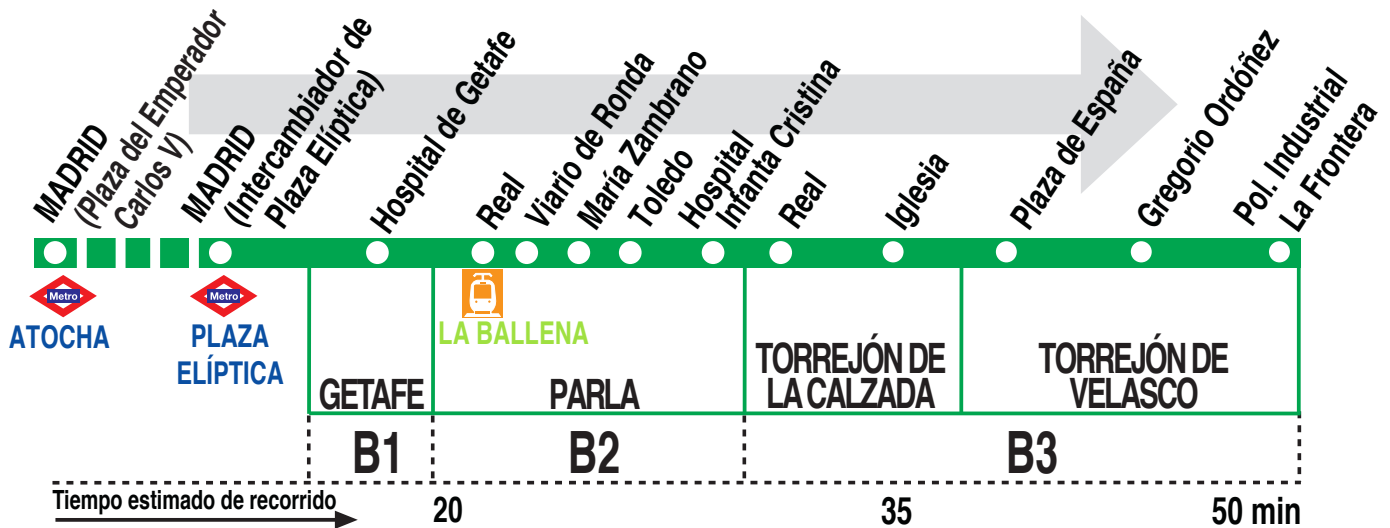 MADRID
(Plaza del Emperador
Carlos V)
MADRID
(Intercambiador de
Plaza Elíptica)
Hospital de Getafe
Real
Viario de Ronda
María Zambrano
Toledo
Hospital
Infanta Cristina
Real
Iglesia
Plaza de España
Gregorio Ordóñez
Pol. Industrial
La Frontera
Metro
ATOCHA
Metro
PLAZA
ELÍPTICA
LA BALLENA
GETAFE
PARLA
TORREJÓN DE
LA CALZADA
TORREJÓN DE
VELASCO
B1
B2
B3
Tiempo estimado de recorrido
20
35
50 min